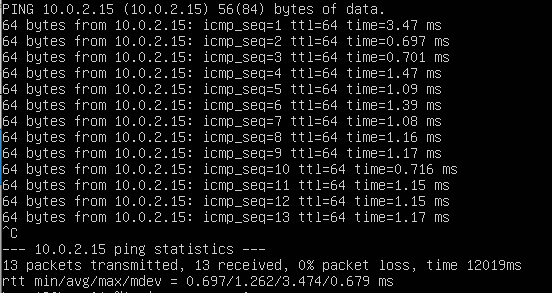 PING 10.0.2.15 (10.0.2.15) 56(84) bytes of data.
64 bytes from 10.0.2.15: icmp_seq=1 ttl=64 time=3.47 ms
64 bytes from 10.0.2.15: icmp_seq=2 ttl=64 time=0.697 ms
64 bytes from 10.0.2.15: icmp_seq=3 ttl=64 time=0.701 ms
64 bytes from 10.0.2.15: icmp_seq=4 ttl=64 time=1.47 ms
64 bytes from 10.0.2.15: icmp_seq=5 ttl=64 time=1.09 ms
64 bytes from 10.0.2.15: icmp_seq=6 ttl=64 time=1.39 ms
64 bytes from 10.0.2.15: icmp_seq=7 ttl=64 time=1.08 ms
64 bytes from 10.0.2.15: icmp_seq=8 ttl=64 time=1.16 ms
64 bytes from 10.0.2.15: icmp_seq=9 ttl=64 time=1.17 ms
64 bytes from 10.0.2.15: icmp_seq=10 ttl=64 time=0.716 ms
64 bytes from 10.0.2.15: icmp_seq=11 ttl=64 time=1.15 ms
64 bytes from 10.0.2.15: icmp_seq=12 ttl=64 time=1.15 ms
64 bytes from 10.0.2.15: icmp_seq=13 ttl=64 time=1.17 ms
^C
--- 10.0.2.15 ping statistics ---
13 packets transmitted, 13 received, 0% packet loss, time 12019ms
rtt min/avg/max/mdev = 0.697/1.262/3.474/0.679 ms